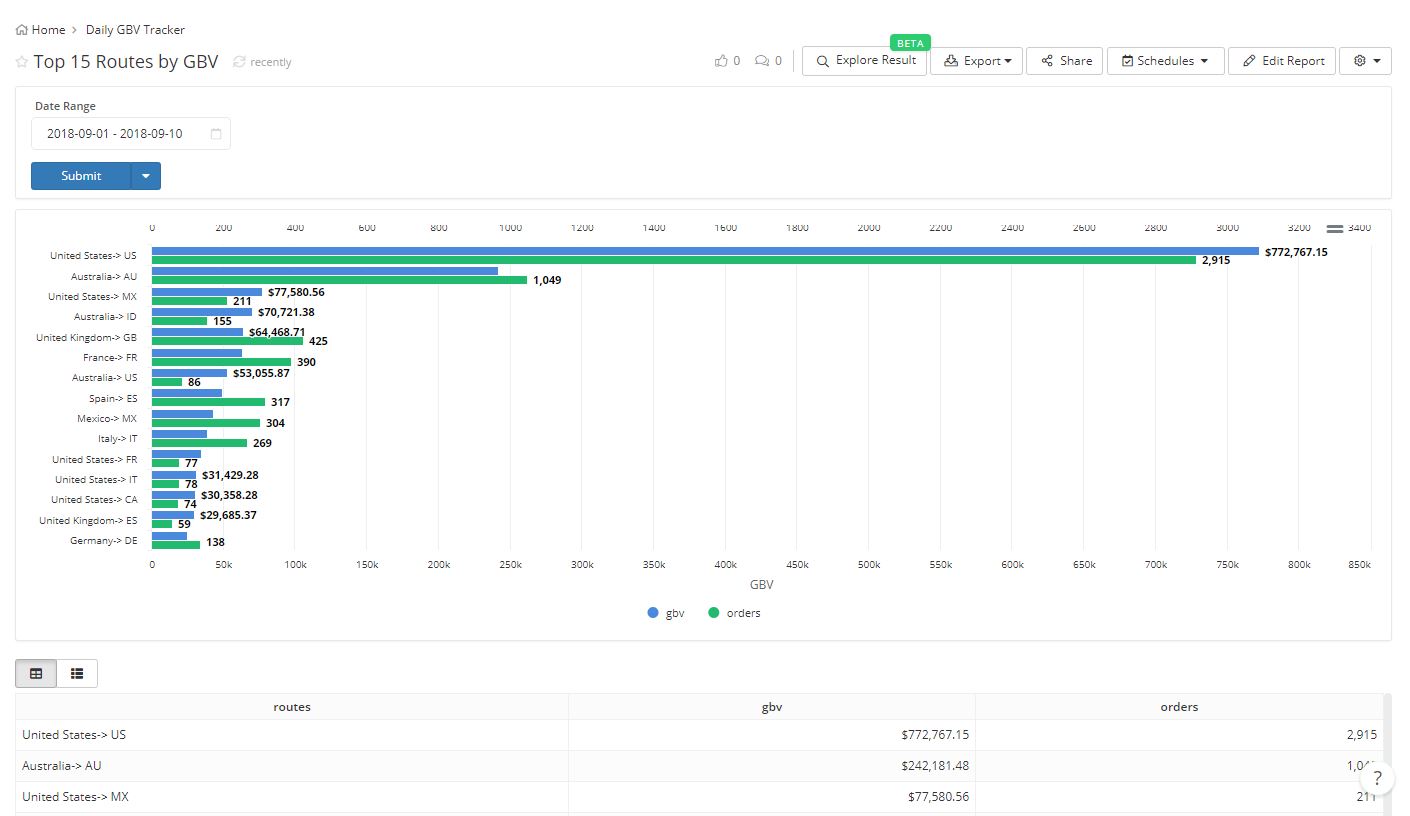 Home > Daily GBV Tracker
BETA
Top 15 Routes by GBV recently 0 0 Explore Result Export Share Schedules Edit Report
Date Range
2018-09-01 - 2018-09-10
Submit
0 200 400 600 800 1000 1200 1400 1600 1800 2000 2200 2400 2600 2800 3000 3200 3400
United States-> US $772,767.15 2,915
Australia-> AU 1,049
United States-> MX $77,580.56 211
Australia-> ID $70,721.38 155
United Kingdom-> GB $64,468.71 425
France-> FR 390
Australia-> US $53,055.87 86
Spain-> ES 317
Mexico-> MX 304
Italy-> IT 269
United States-> FR 77
United States-> IT $31,429.28 78
United States-> CA $30,358.28 74
United Kingdom-> ES $29,685.37 59
Germany-> DE 138
0 50k 100k 150k 200k 250k 300k 350k 400k 450k 500k 550k 600k 650k 700k 750k 800k 850k
GBV
gbv orders
routes gbv orders
United States-> US $772,767.15 2,915
Australia-> AU $242,181.48
?
United States-> MX $77,580.56 211